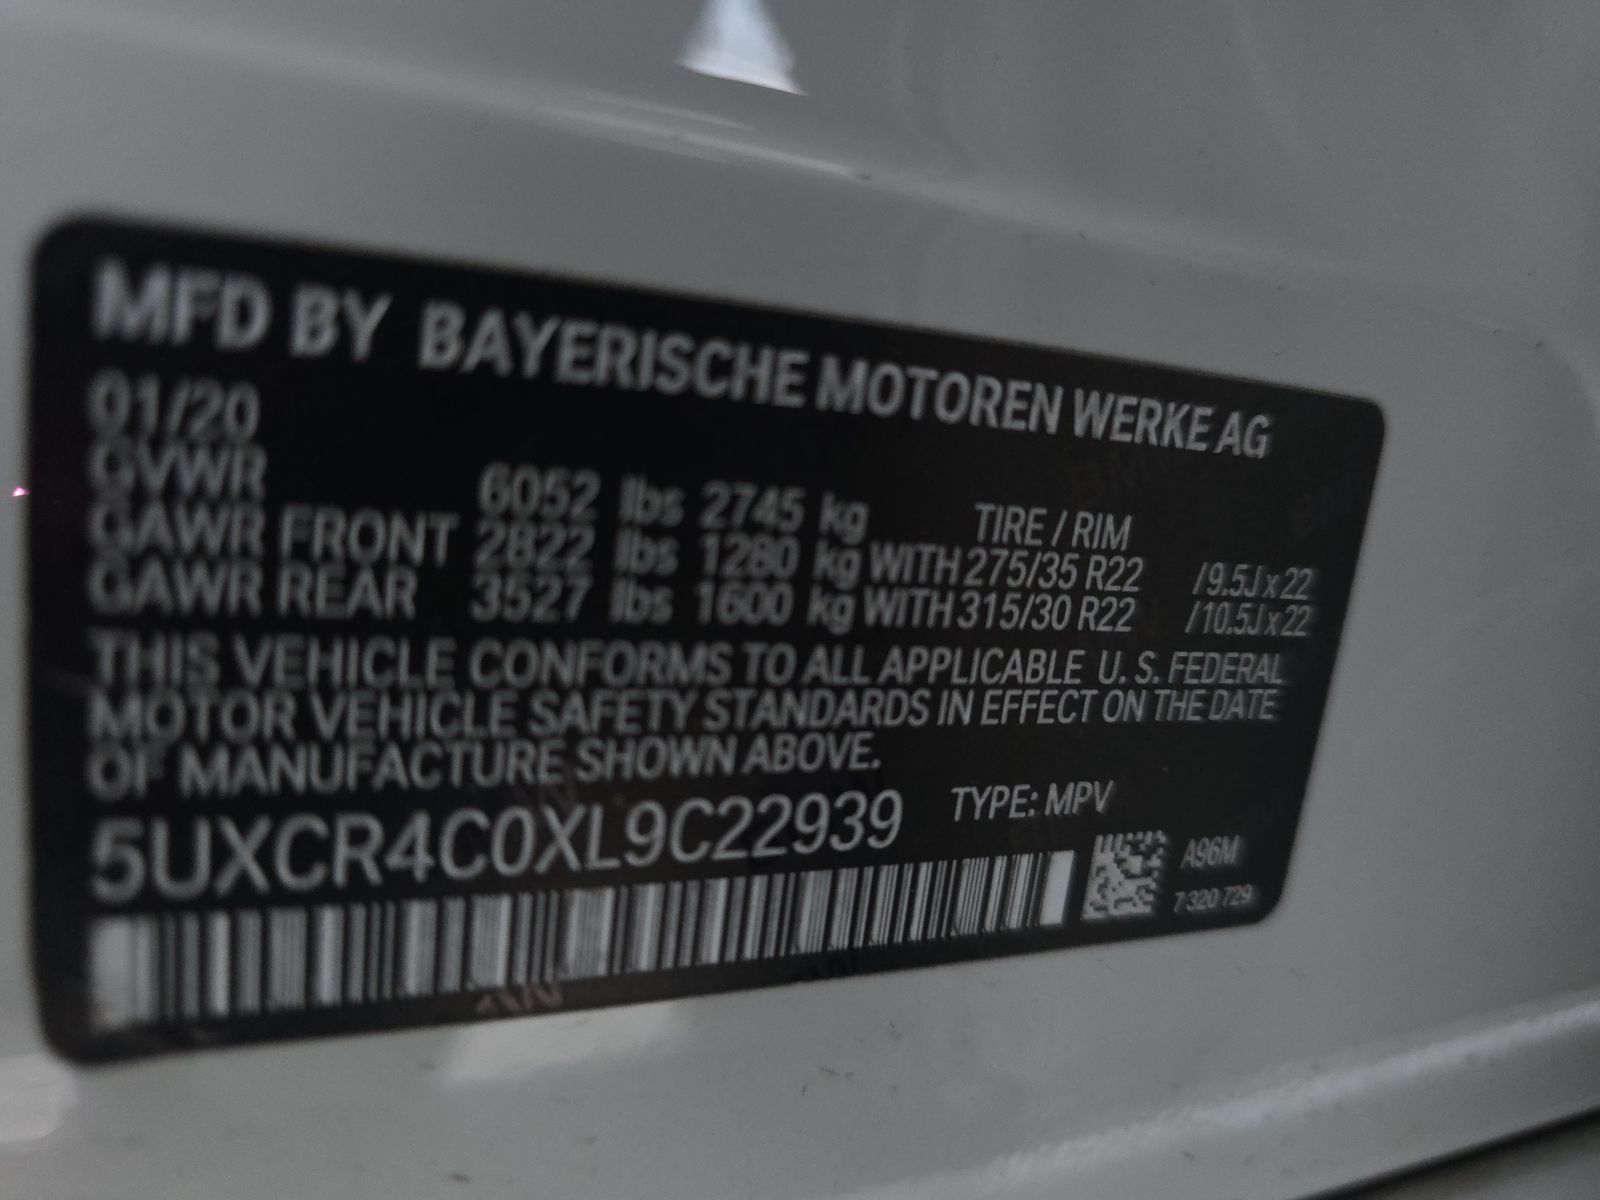 MFD BY BAYERISCHE MOTOREN WERKE AG
01/20
GVWR 6052 lbs 2745 kg TIRE / RIM
GAWR FRONT 2822 lbs 1280 kg WITH 275/35 R22 /9.5J x 22
GAWR REAR 3527 lbs 1600 kg WITH 315/30 R22 /10.5J x 22
THIS VEHICLE CONFORMS TO ALL APPLICABLE U. S. FEDERAL
MOTOR VEHICLE SAFETY STANDARDS IN EFFECT ON THE DATE
OF MANUFACTURE SHOWN ABOVE.
5UXCR4C0XL9C22939 TYPE: MPV
A96M
7 320 729